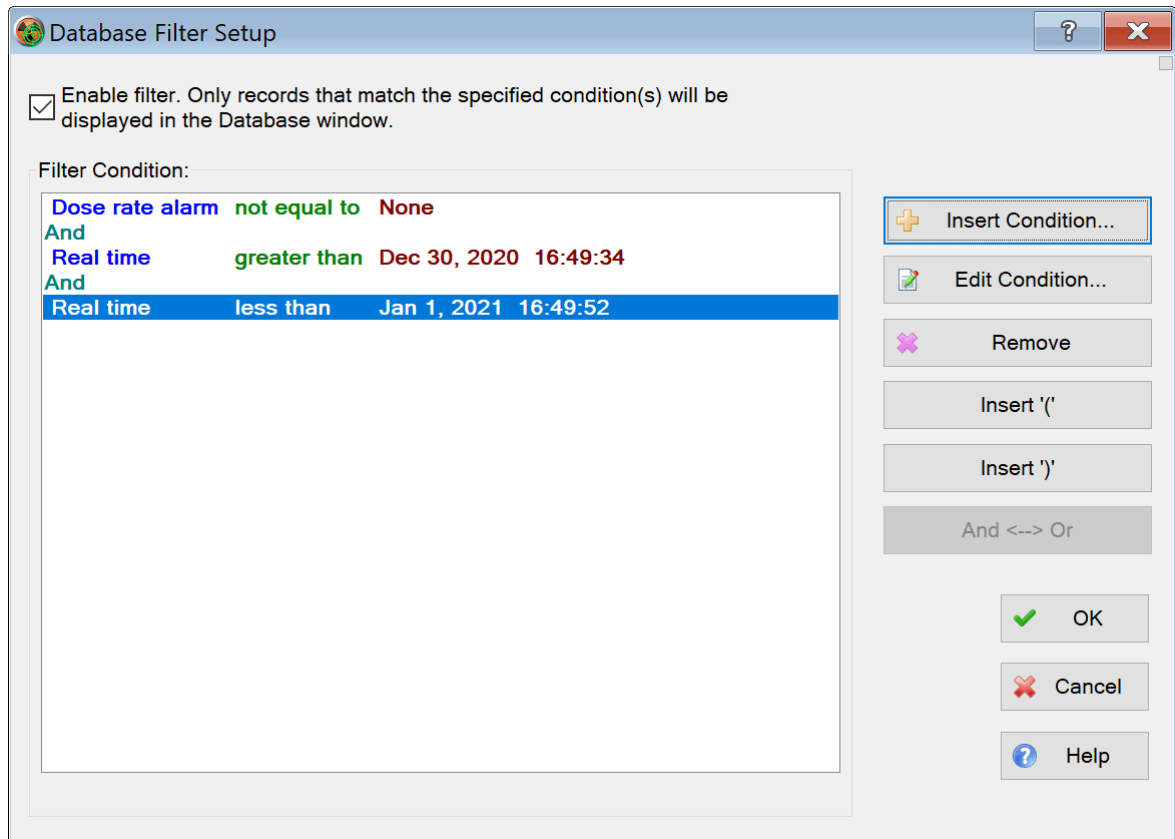 Database Filter Setup
Enable filter. Only records that match the specified condition(s) will be
displayed in the Database window.
Filter Condition:
Dose rate alarm not equal to None
And
Real time greater than Dec 30, 2020 16:49:34
And
Real time less than Jan 1, 2021 16:49:52
Insert Condition...
Edit Condition...
Remove
Insert '('
Insert ')'
And <--> Or
OK
Cancel
Help